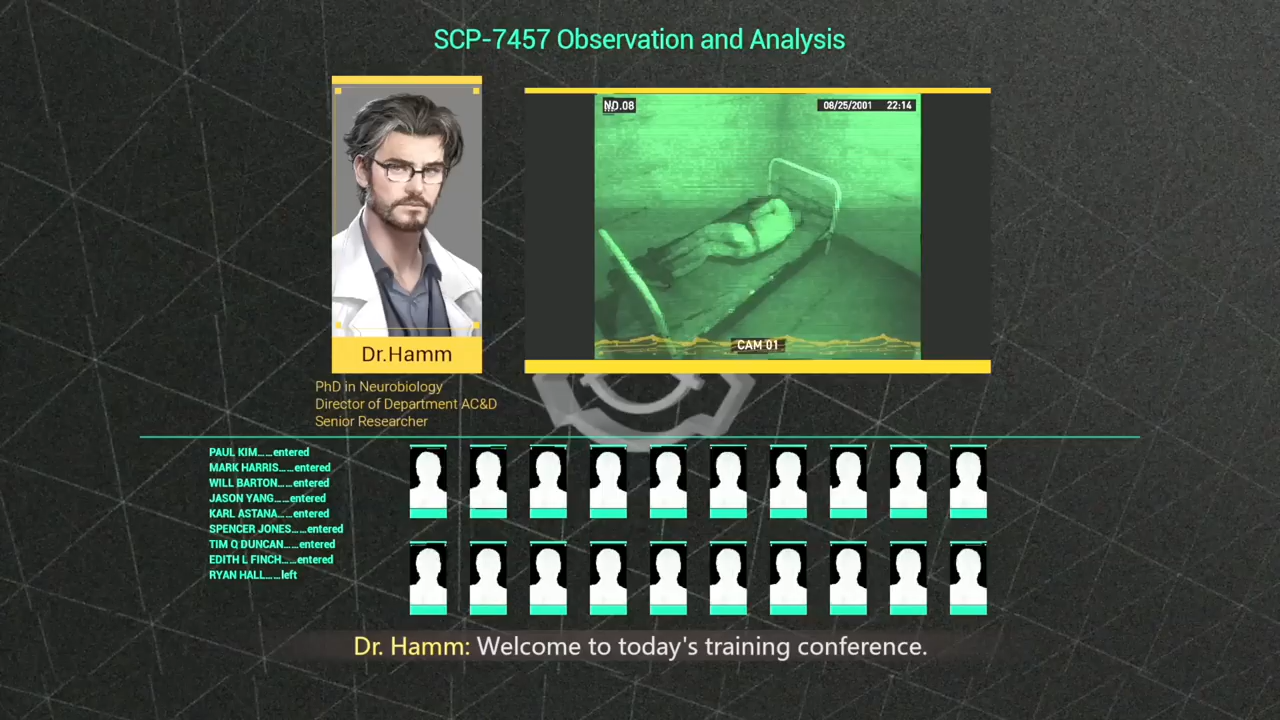 SCP-7457 Observation and Analysis
NO.08
08/25/2001 22:14
CAM 01
Dr.Hamm
PhD in Neurobiology
Director of Department AC&D
Senior Researcher
PAUL KIM......entered
MARK HARRIS......entered
WILL BARTON......entered
JASON YANG......entered
KARL ASTANA......entered
SPENCER JONES......entered
TIM O DUNCAN......entered
EDITH L FINCH......entered
RYAN HALL......left
Dr. Hamm: Welcome to today's training conference.